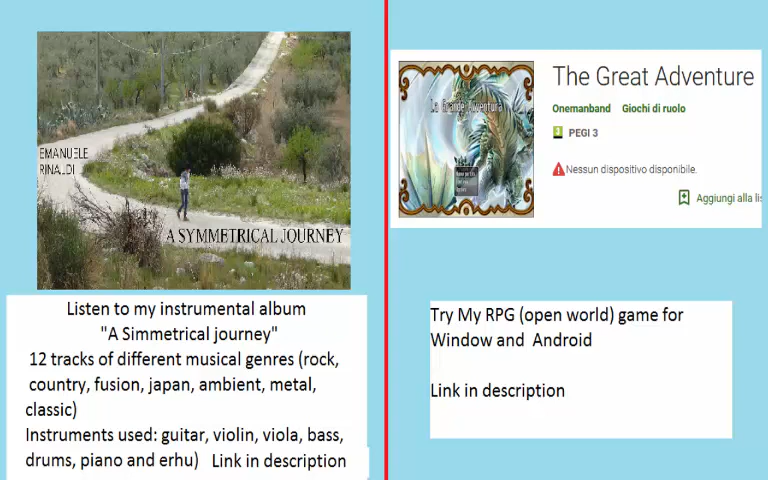 EMANUELE
RINALDI
A SYMMETRICAL JOURNEY
Listen to my instrumental album
"A Simmetrical journey"
12 tracks of different musical genres (rock,
country, fusion, japan, ambient, metal,
classic)
Instruments used: guitar, violin, viola, bass,
drums, piano and erhu) Link in description
The Great Adventure
Onemanband Giochi di ruolo
3 PEGI 3
Nessun dispositivo disponibile.
Aggiungi alla lis
La Grande Avventura
Try My RPG (open world) game for
Window and Android
Link in description